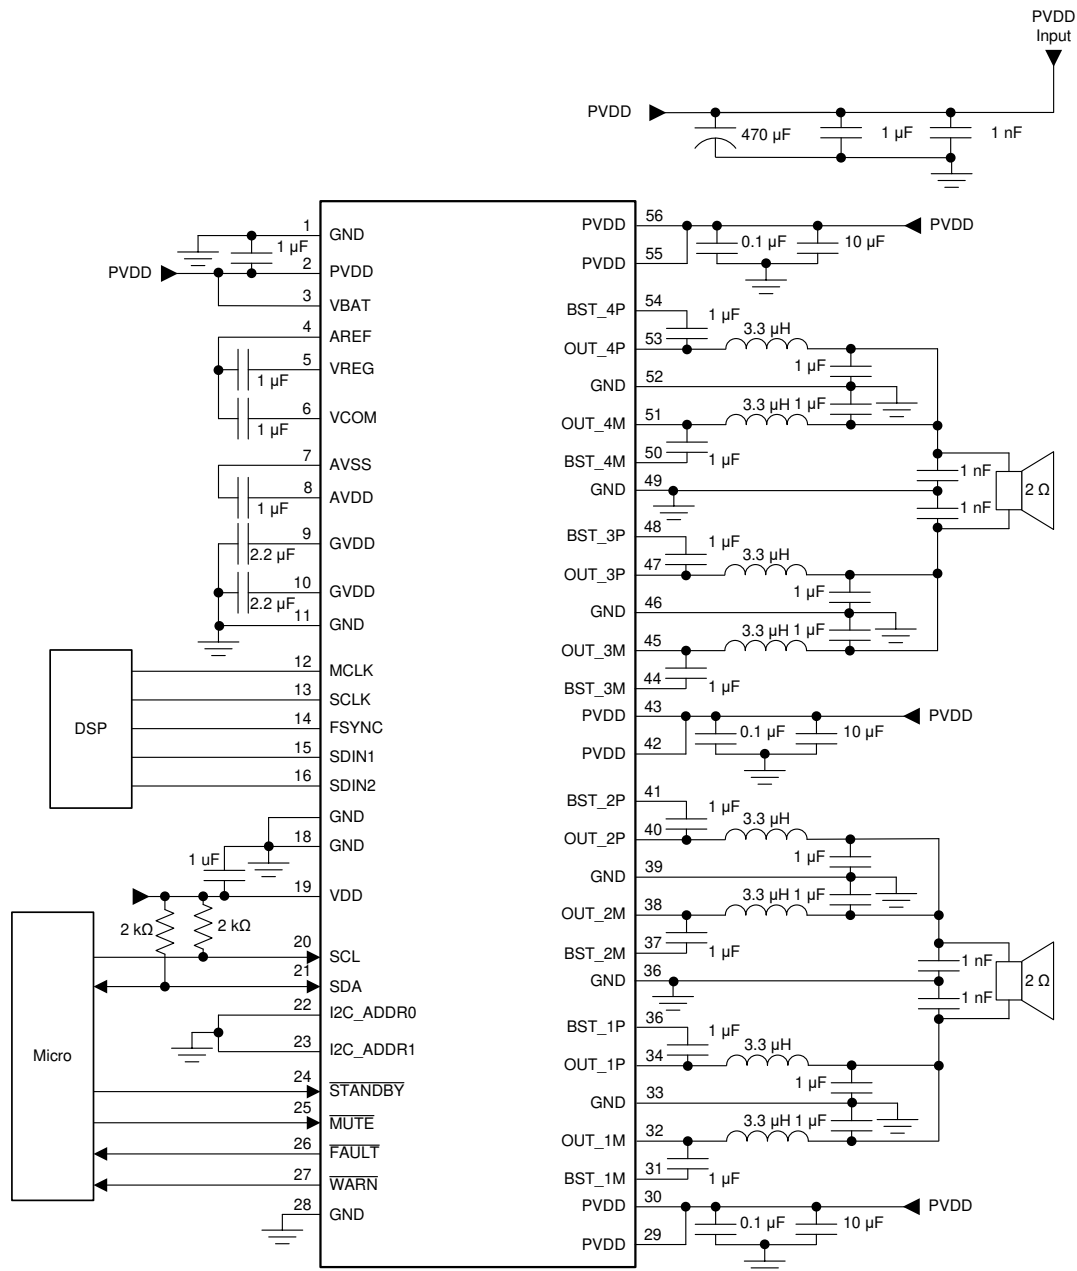 PVDD
Input
PVDD
470 µF
1 µF
1 nF
1
GND
1 µF
PVDD
2
PVDD
3
VBAT
4
AREF
5
VREG
1 µF
6
VCOM
1 µF
7
AVSS
8
AVDD
1 µF
9
GVDD
2.2 µF
10
GVDD
2.2 µF
11
GND
DSP
12
MCLK
13
SCLK
14
FSYNC
15
SDIN1
16
SDIN2
GND
18
GND
1 uF
19
VDD
2 kΩ
2 kΩ
Micro
20
SCL
21
SDA
22
I2C_ADDR0
23
I2C_ADDR1
24
STANDBY
25
MUTE
26
FAULT
27
WARN
28
GND
PVDD
56
PVDD
0.1 µF
10 µF
PVDD
55
BST_4P
54
1 µF
OUT_4P
53
3.3 µH
1 µF
GND
52
OUT_4M
51
3.3 µH
1 µF
BST_4M
50
1 µF
GND
49
1 nF
1 nF
2 Ω
BST_3P
48
1 µF
OUT_3P
47
3.3 µH
1 µF
GND
46
OUT_3M
45
3.3 µH
1 µF
BST_3M
44
1 µF
PVDD
43
PVDD
0.1 µF
10 µF
PVDD
42
BST_2P
41
1 µF
OUT_2P
40
3.3 µH
1 µF
GND
39
OUT_2M
38
3.3 µH
1 µF
BST_2M
37
1 µF
GND
36
1 nF
1 nF
2 Ω
BST_1P
36
1 µF
OUT_1P
34
3.3 µH
1 µF
GND
33
OUT_1M
32
3.3 µH
1 µF
BST_1M
31
1 µF
PVDD
30
PVDD
0.1 µF
10 µF
PVDD
29